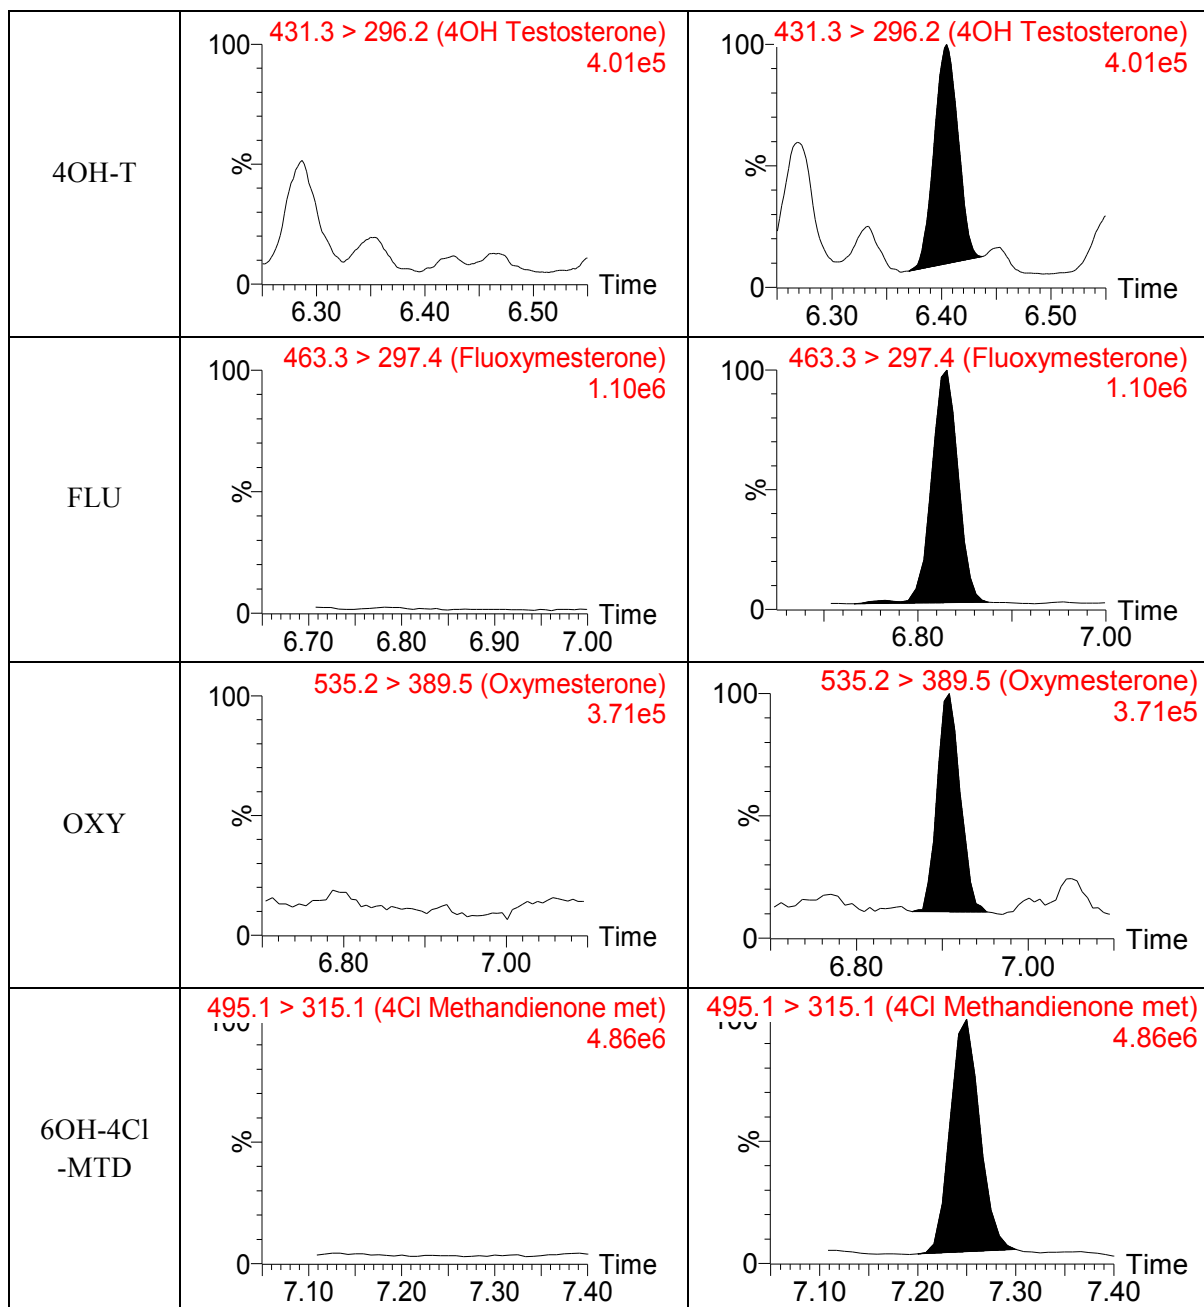 4OH-T
431.3 > 296.2 (4OH Testosterone)
4.01e5
100
%
0
6.30 6.40 6.50
Time
431.3 > 296.2 (4OH Testosterone)
4.01e5
100
%
0
6.30 6.40 6.50
Time
FLU
463.3 > 297.4 (Fluoxymesterone)
1.10e6
100
%
0
6.70 6.80 6.90 7.00
Time
463.3 > 297.4 (Fluoxymesterone)
1.10e6
100
%
0
6.80 7.00
Time
OXY
535.2 > 389.5 (Oxymesterone)
3.71e5
100
%
0
6.80 7.00
Time
535.2 > 389.5 (Oxymesterone)
3.71e5
100
%
0
6.80 7.00
Time
6OH-4Cl
-MTD
495.1 > 315.1 (4Cl Methandienone met)
4.86e6
100
%
0
7.10 7.20 7.30 7.40
Time
495.1 > 315.1 (4Cl Methandienone met)
4.86e6
100
%
0
7.10 7.20 7.30 7.40
Time